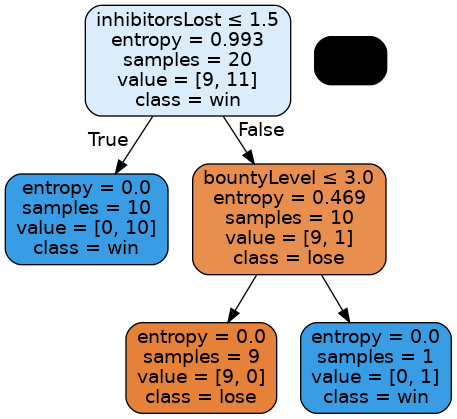 inhibitorsLost ≤ 1.5
entropy = 0.993
samples = 20
value = [9, 11]
class = win
True
False
entropy = 0.0
samples = 10
value = [0, 10]
class = win
bountyLevel ≤ 3.0
entropy = 0.469
samples = 10
value = [9, 1]
class = lose
entropy = 0.0
samples = 9
value = [9, 0]
class = lose
entropy = 0.0
samples = 1
value = [0, 1]
class = win